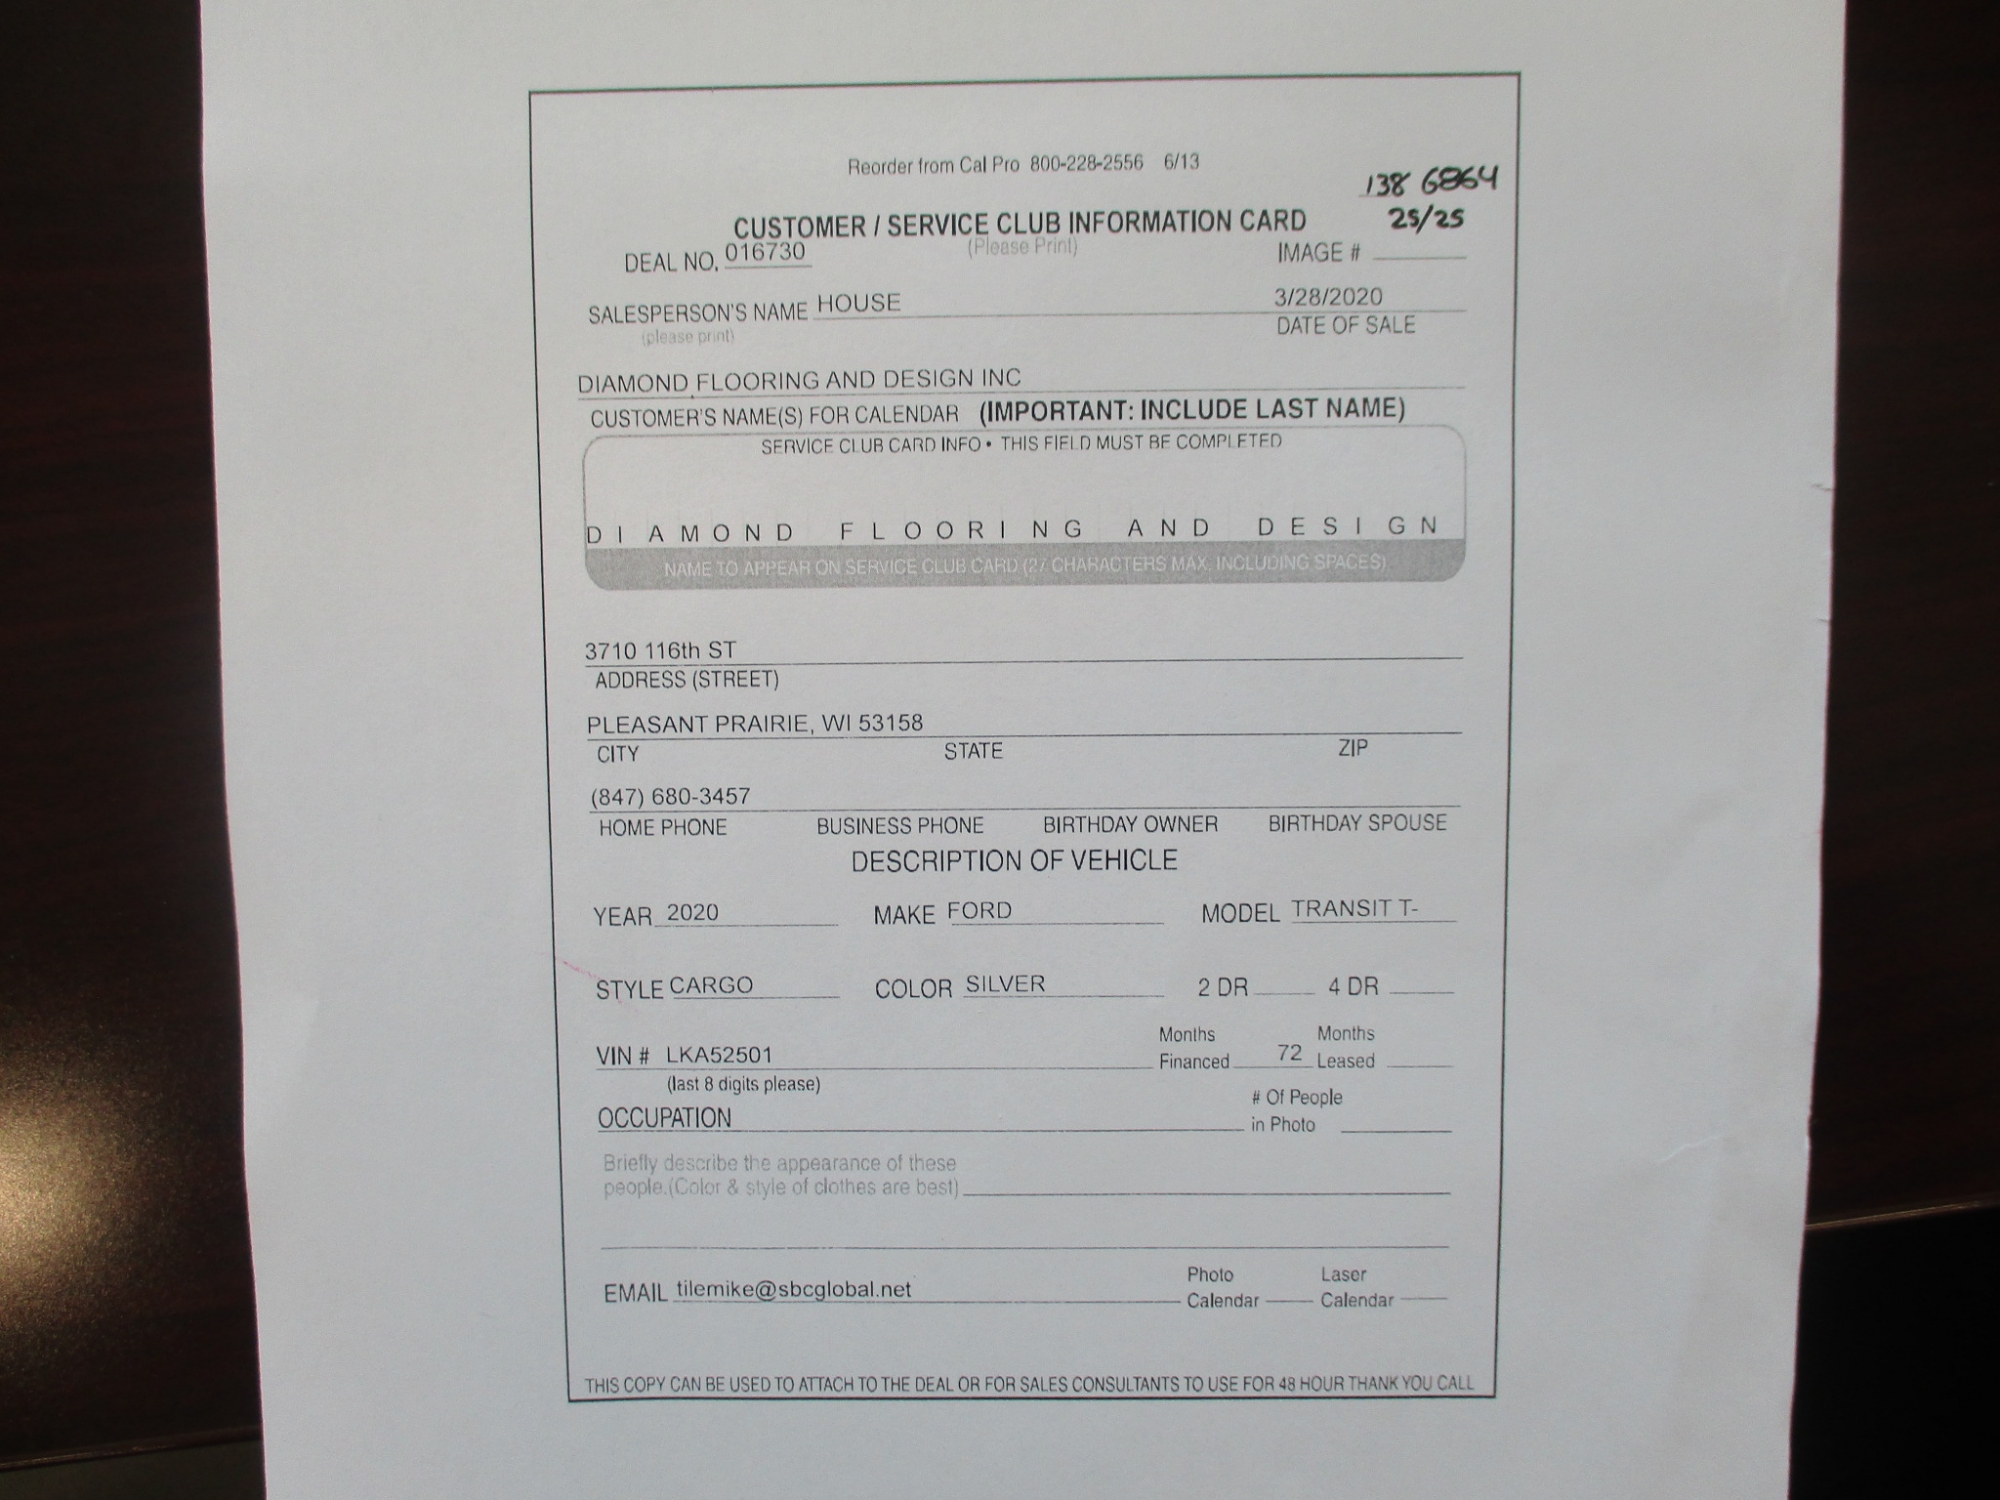 Reorder from Cal Pro 800-228-2556 6/13
138 6864
25/25
CUSTOMER / SERVICE CLUB INFORMATION CARD
(Please Print)
DEAL NO. 016730
IMAGE #
SALESPERSON'S NAME HOUSE
(please print)
3/28/2020
DATE OF SALE
DIAMOND FLOORING AND DESIGN INC
CUSTOMER'S NAME(S) FOR CALENDAR (IMPORTANT: INCLUDE LAST NAME)
SERVICE CLUB CARD INFO • THIS FIELD MUST BE COMPLETED
DIAMOND FLOORING AND DESIGN
NAME TO APPEAR ON SERVICE CLUB CARD (27 CHARACTERS MAX. INCLUDING SPACES)
3710 116th ST
ADDRESS (STREET)
PLEASANT PRAIRIE, WI 53158
CITY STATE ZIP
(847) 680-3457
HOME PHONE BUSINESS PHONE BIRTHDAY OWNER BIRTHDAY SPOUSE
DESCRIPTION OF VEHICLE
YEAR 2020 MAKE FORD MODEL TRANSIT T-
STYLE CARGO COLOR SILVER 2 DR 4 DR
VIN # LKA52501
(last 8 digits please)
Months Financed 72 Months Leased
OCCUPATION
# Of People
in Photo
Briefly describe the appearance of these
people.(Color & style of clothes are best)
EMAIL tilemike@sbcglobal.net
Photo Calendar Laser Calendar
THIS COPY CAN BE USED TO ATTACH TO THE DEAL OR FOR SALES CONSULTANTS TO USE FOR 48 HOUR THANK YOU CALL